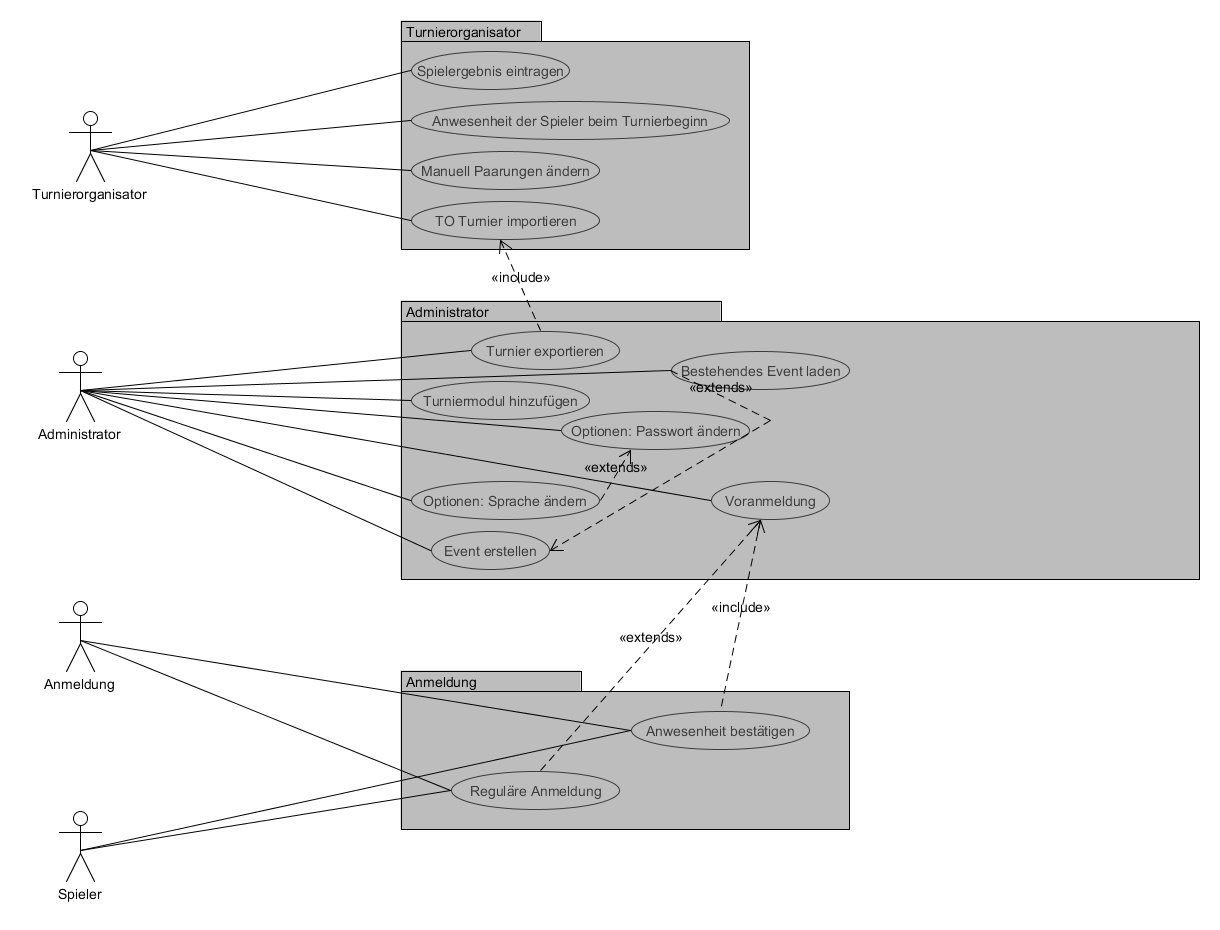 Turnierorganisator
Spielergebnis eintragen
Anwesenheit der Spieler beim Turnierbeginn
Manuell Paarungen ändern
Turnierorganisator
TO Turnier importieren
«include»
Administrator
Turnier exportieren
Bestehendes Event laden
«extends»
Turniermodul hinzufügen
Optionen: Passwort ändern
Administrator
«extends»
Optionen: Sprache ändern
Voranmeldung
Event erstellen
«include»
«extends»
Anmeldung
Anmeldung
Anwesenheit bestätigen
Reguläre Anmeldung
Spieler